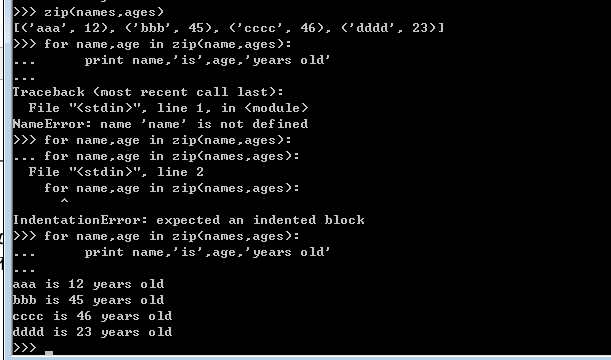 >>> zip(names,ages)
[('aaa', 12), ('bbb', 45), ('cccc', 46), ('dddd', 23)]
>>> for name,age in zip(names,ages):
...     print name,'is',age,'years old'
...
Traceback (most recent call last):
  File "<stdin>", line 1, in <module>
NameError: name 'name' is not defined
>>> for name,age in zip(names,ages):
... for name,age in zip(names,ages):
  File "<stdin>", line 2
    for name,age in zip(names,ages):
      ^
IndentationError: expected an indented block
>>> for name,age in zip(names,ages):
...     print name,'is',age,'years old'
...
aaa is 12 years old
bbb is 45 years old
cccc is 46 years old
dddd is 23 years old
>>>